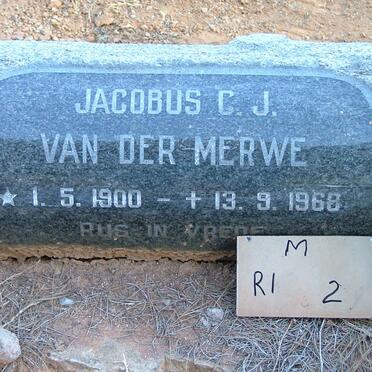 JACOBUS C. J.
VAN DER MERWE
★ 1. 5. 1900 – ✝ 13. 9. 1968
RUS IN VREDE
M
R1 2